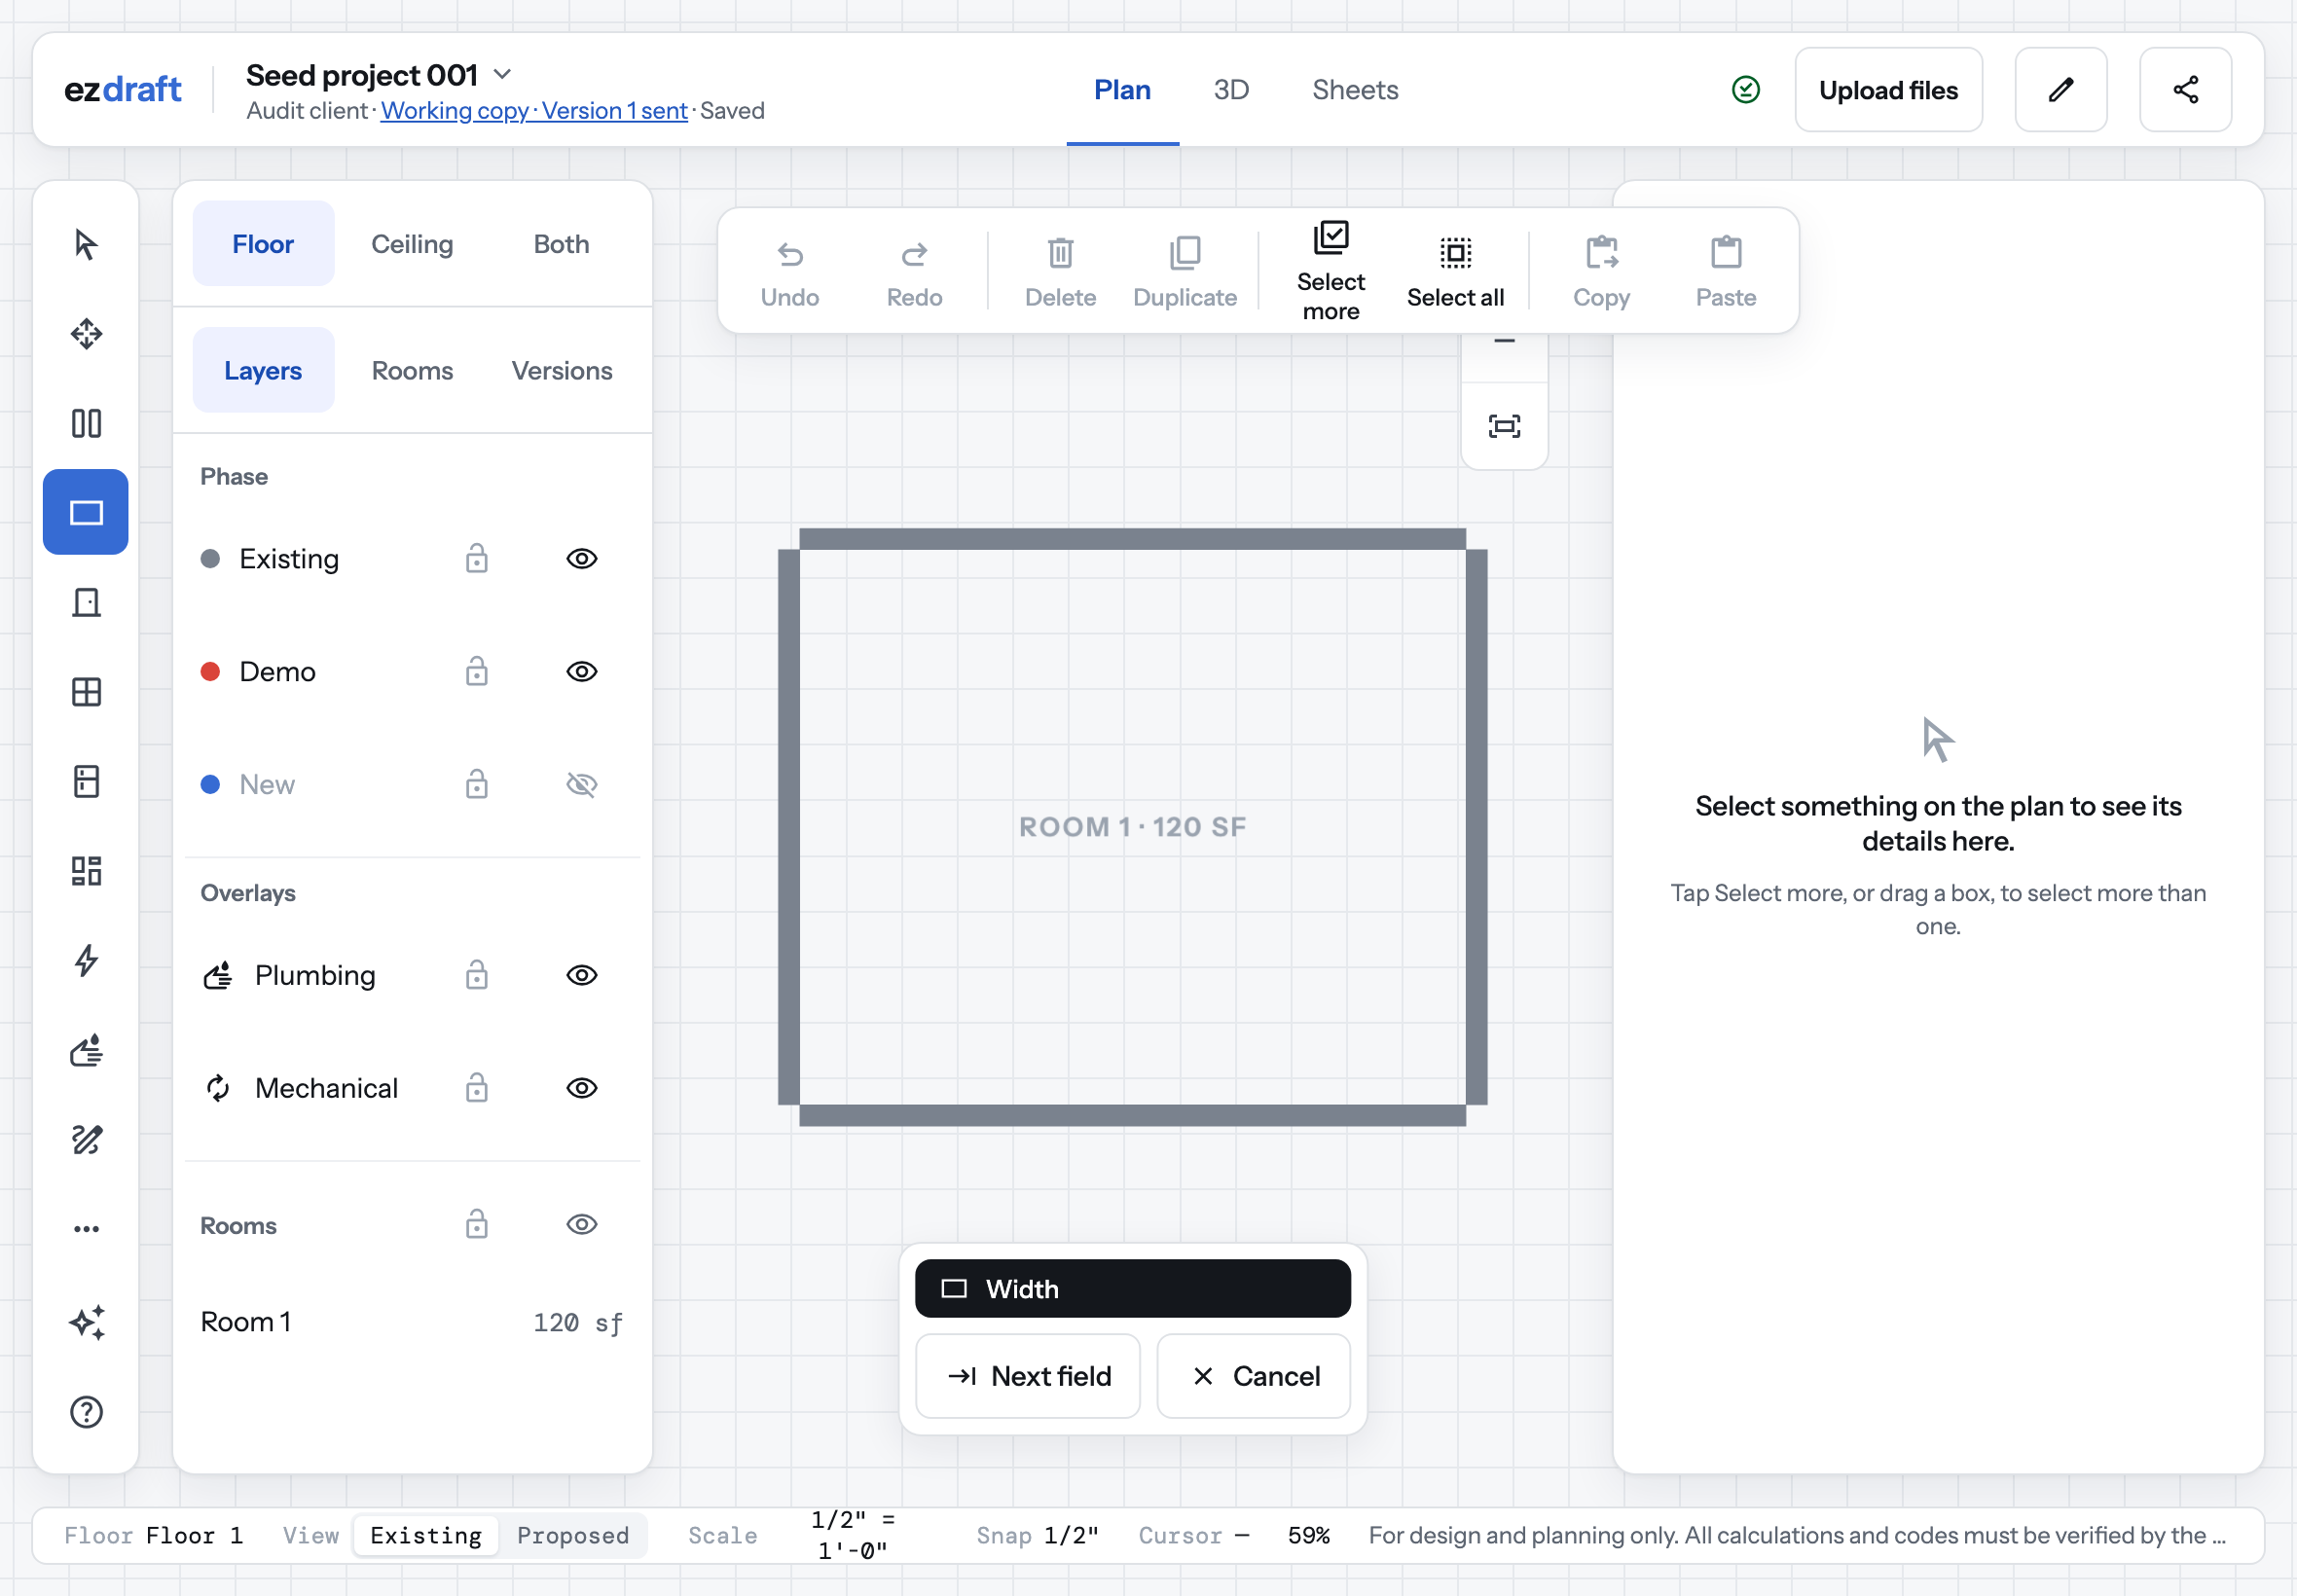 ezdraft
Seed project 001
Audit client · Working copy · Version 1 sent · Saved
Plan
3D
Sheets
Upload files
Floor
Ceiling
Both
Layers
Rooms
Versions
Phase
Existing
Demo
New
Overlays
Plumbing
Mechanical
Rooms
Room 1
120 sf
Undo
Redo
Delete
Duplicate
Select
more
Select all
Copy
Paste
ROOM 1 · 120 SF
Width
Next field
Cancel
Select something on the plan to see its
details here.
Tap Select more, or drag a box, to select more than
one.
Floor Floor 1
View Existing Proposed
Scale
1/2" =
1'-0"
Snap 1/2"
Cursor —
59%
For design and planning only. All calculations and codes must be verified by the ...